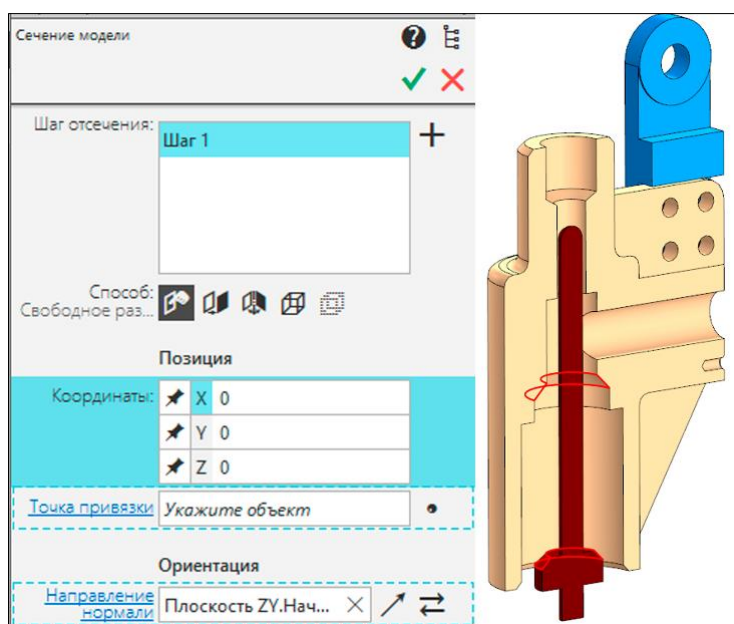 Сечение модели
Шаг отсечения:
Шаг 1
Способ:
Свободное раз...
Позиция
Координаты:
X 0
Y 0
Z 0
Точка привязки Укажите объект
Ориентация
Направление
нормали
Плоскость ZY.Нач...